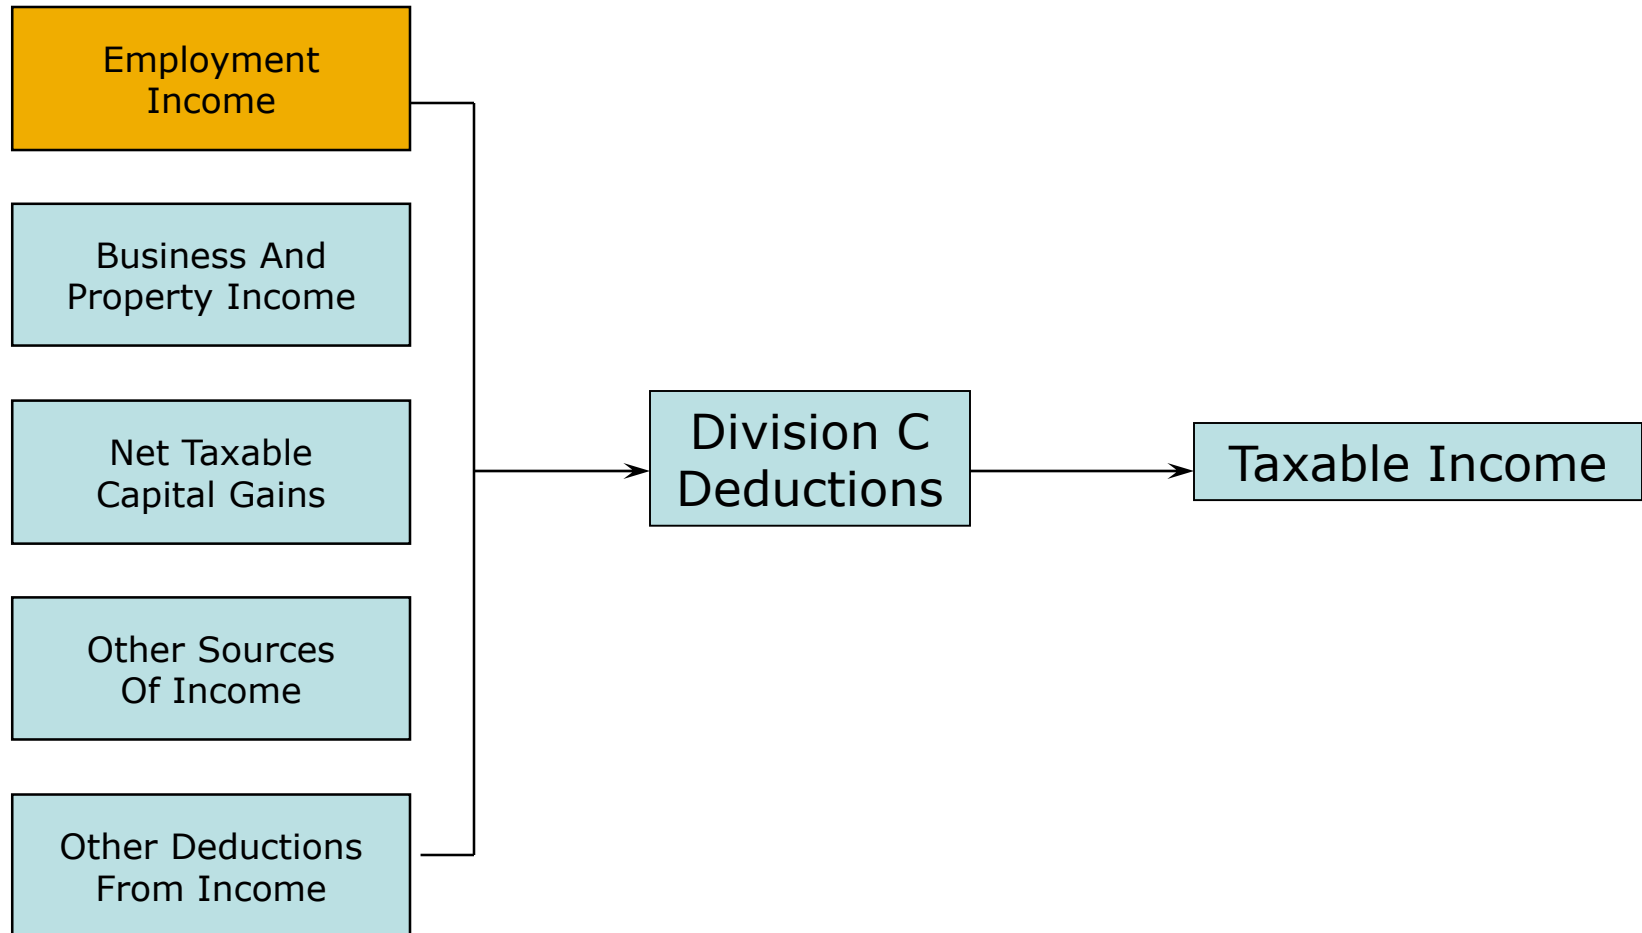 Employment
Income
Business And
Property Income
Net Taxable
Capital Gains
Other Sources
Of Income
Other Deductions
From Income
Division C
Deductions
Taxable Income